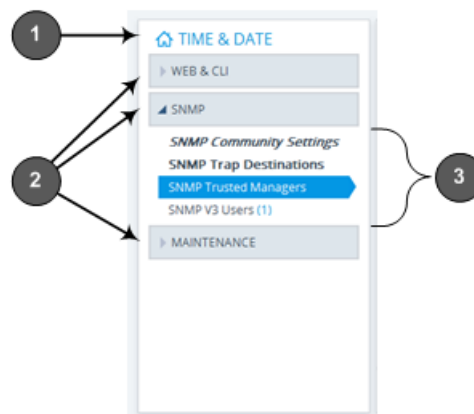 1
TIME & DATE
WEB & CLI
SNMP
SNMP Community Settings
SNMP Trap Destinations
2
SNMP Trusted Managers
3
SNMP V3 Users (1)
MAINTENANCE